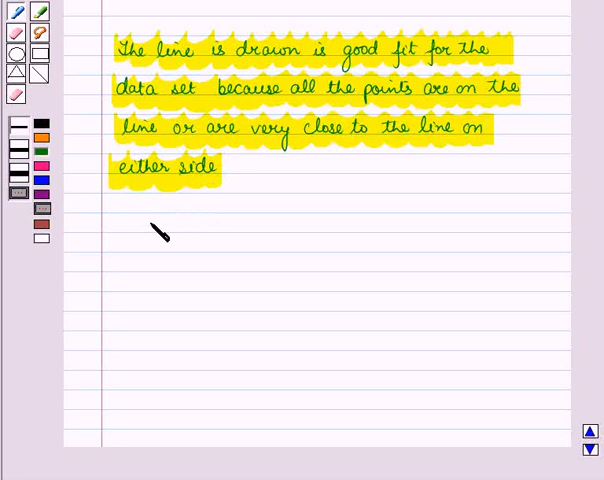 The line is drawn is good fit for the
data set because all the points are on the
line or are very close to the line on
either side